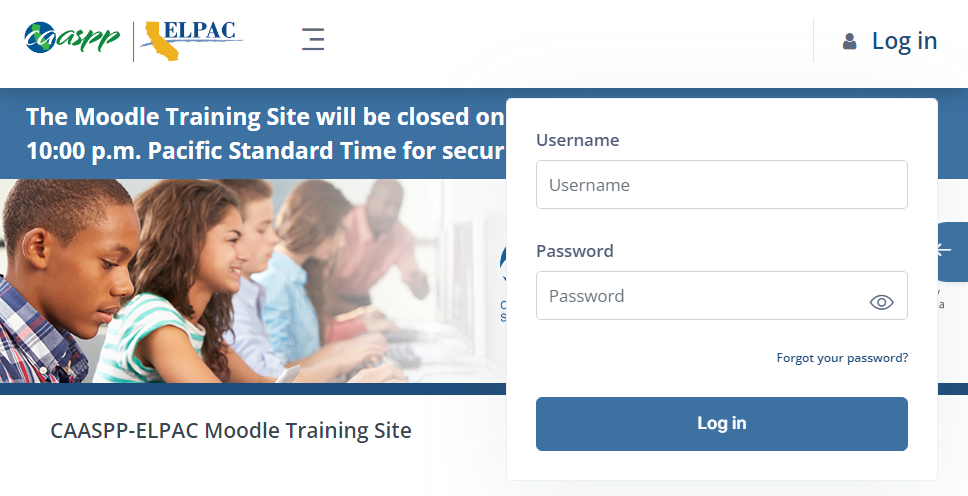 caaspp
ELPAC
Log in
The Moodle Training Site will be closed on
10:00 p.m. Pacific Standard Time for secur
Username
Username
Password
Password
Forgot your password?
Log in
CAASPP-ELPAC Moodle Training Site